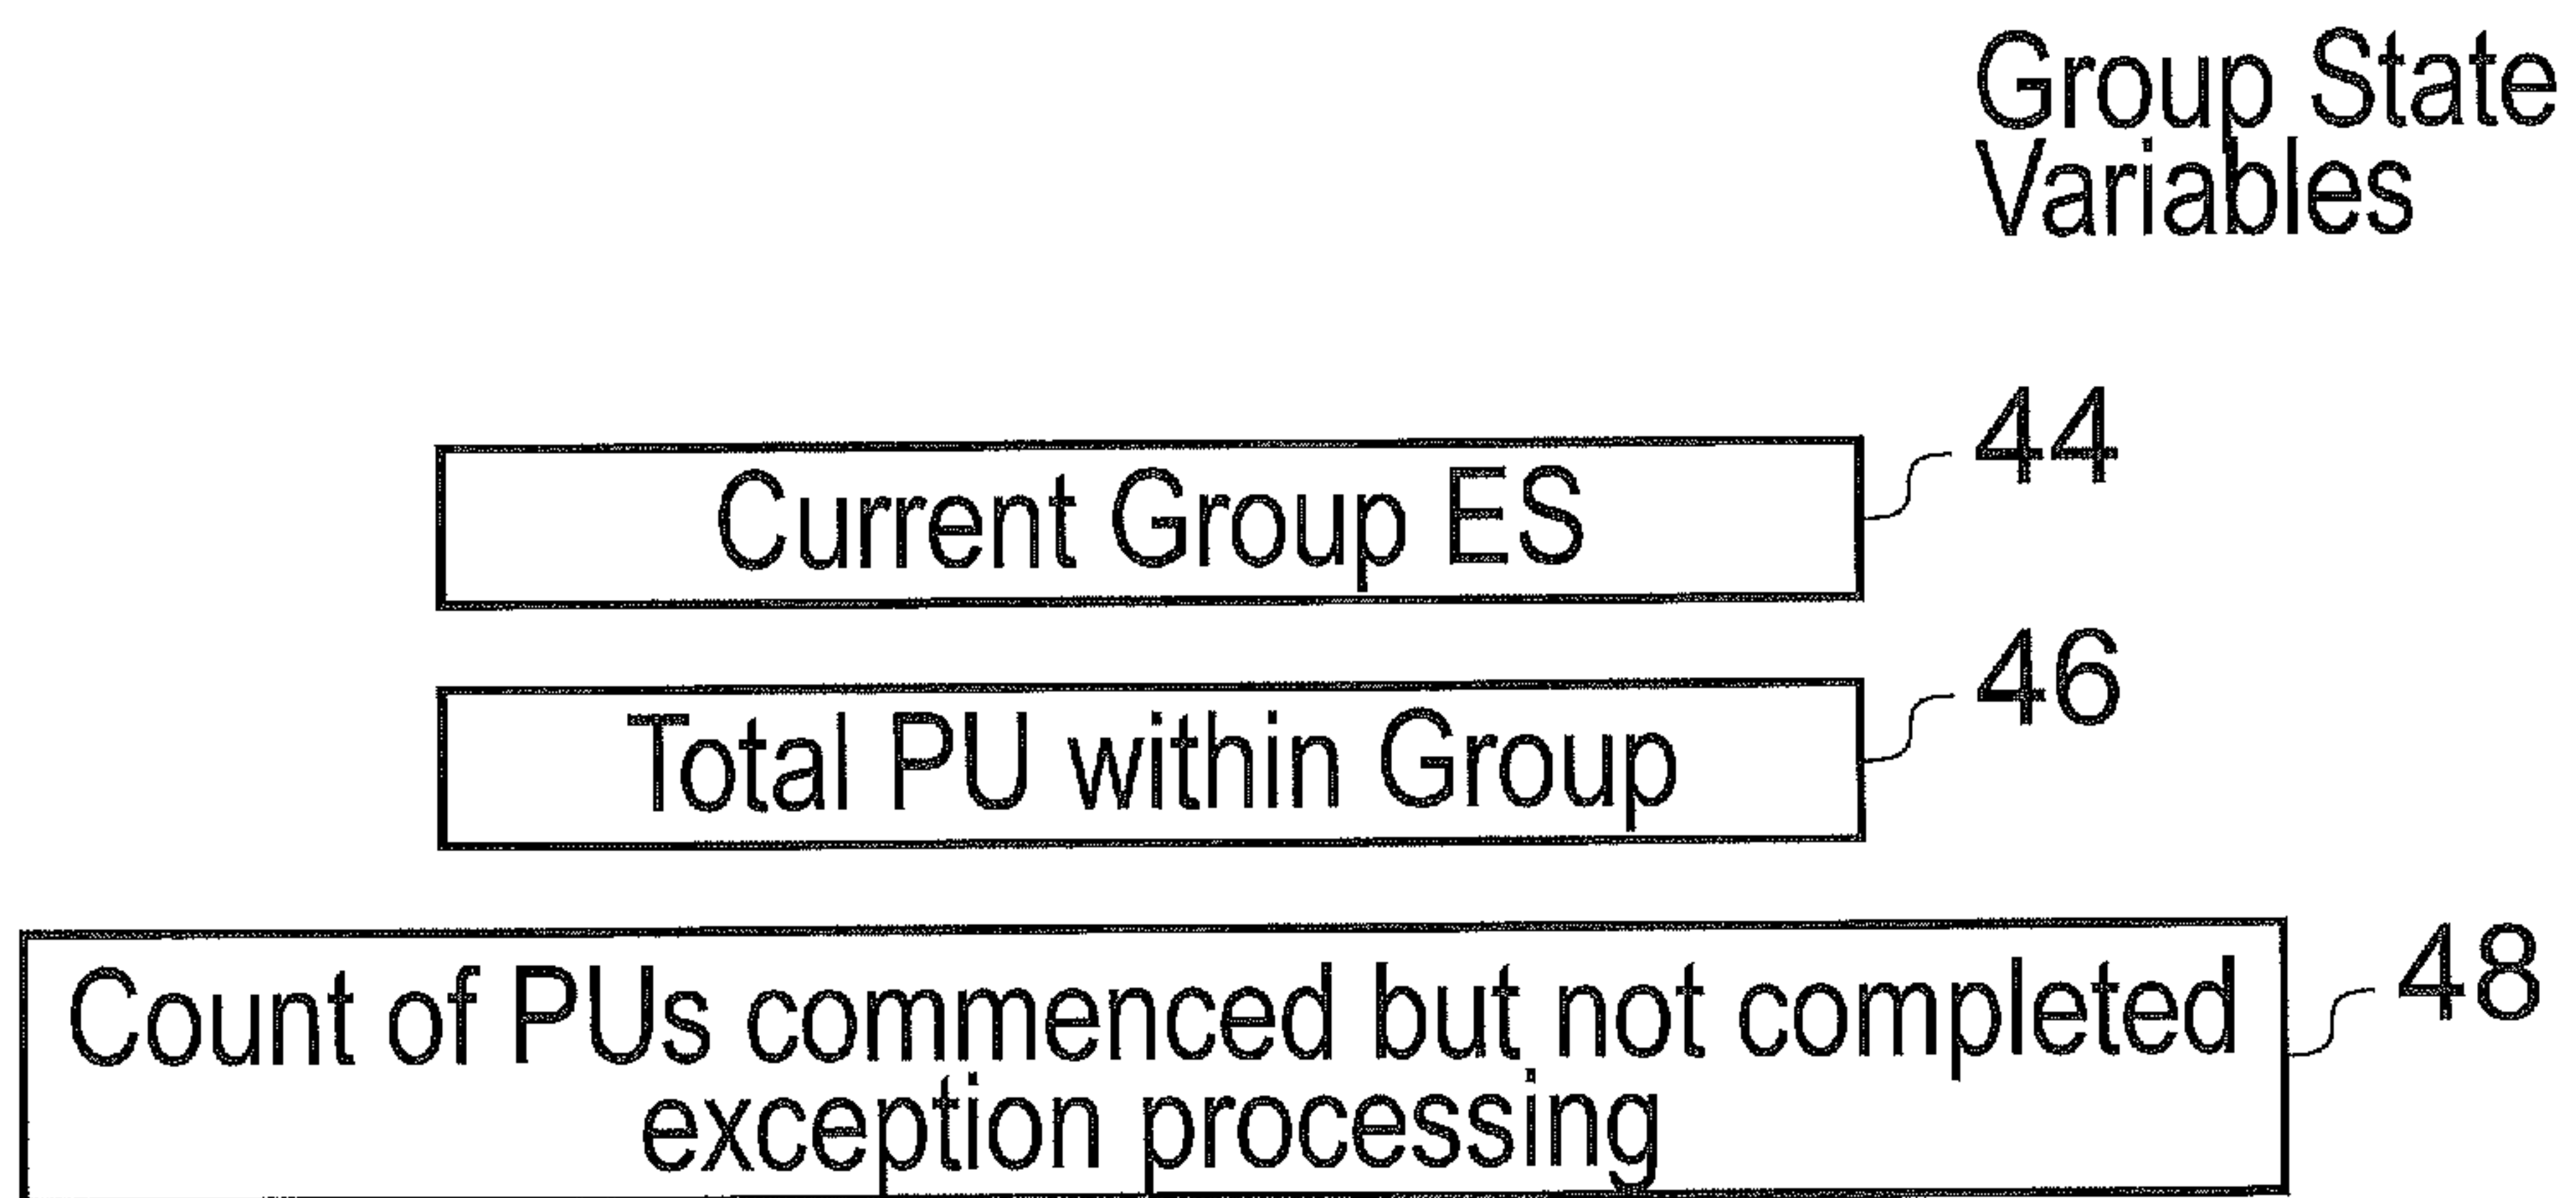 Group State
Variables
44
Current Group ES
46
Total PU within Group
48
Count of PUs commenced but not completed
exception processing